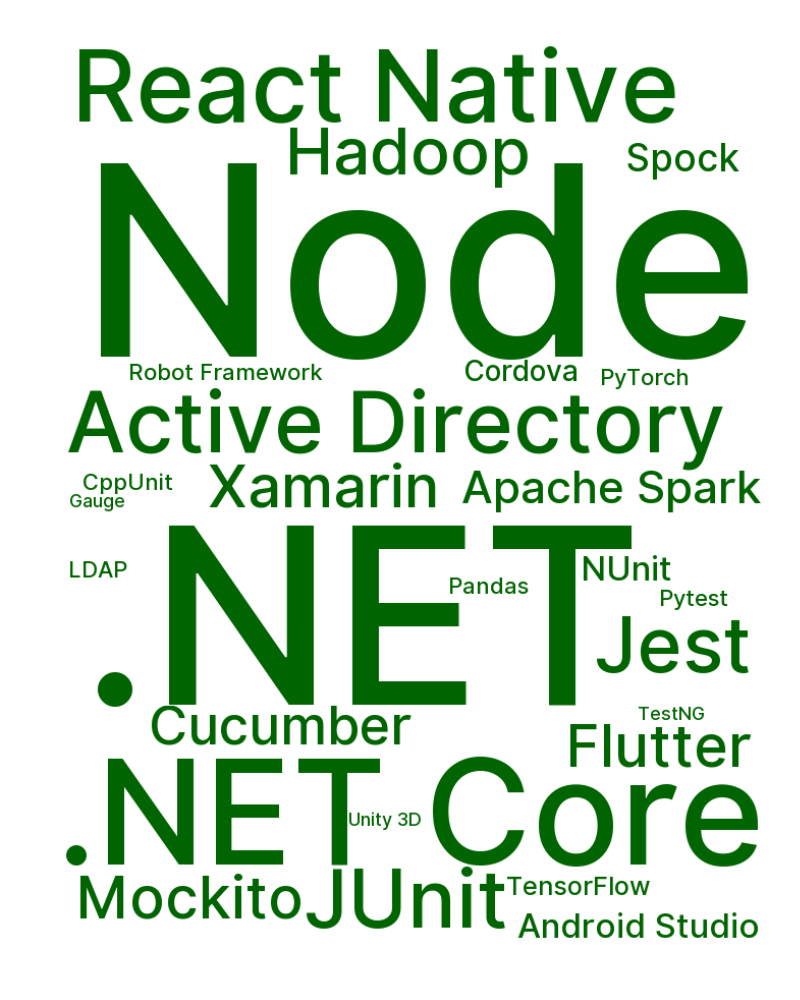 React Native
Hadoop
Spock
Node
Robot Framework
Cordova
PyTorch
Active Directory
Xamarin
Apache Spark
CppUnit
Gauge
.NET
LDAP
NUnit
Pandas
Pytest
Jest
Cucumber
TestNG
Flutter
.NET Core
Unity 3D
Mockito
JUnit
TensorFlow
Android Studio